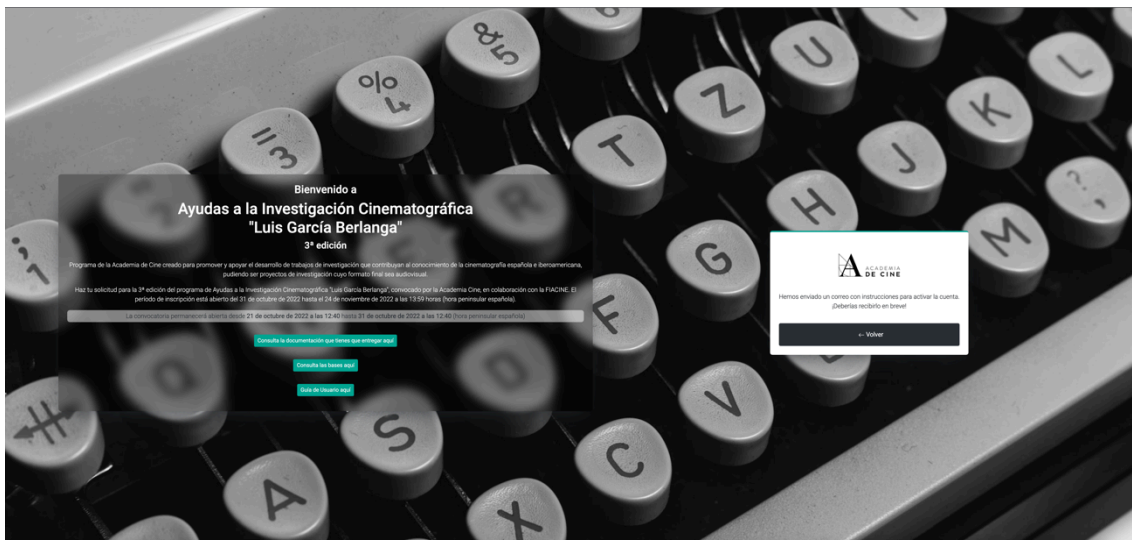 Bienvenido a
Ayudas a la Investigación Cinematográfica
"Luis García Berlanga"
3ª edición
Programa de la Academia de Cine creado para promover y apoyar el desarrollo de trabajos de investigación que contribuyan al conocimiento de la cinematografía española e iberoamericana,
pudiendo ser proyectos de investigación cuyo formato final sea audiovisual.
Haz tu solicitud para la 3ª edición del programa de Ayudas a la Investigación Cinematográfica "Luis García Berlanga", convocado por la Academia Cine, en colaboración con la FIACINE. El
período de inscripción está abierto del 31 de octubre de 2022 hasta el 24 de noviembre de 2022 a las 13:59 horas (hora peninsular española).
La convocatoria permanecerá abierta desde 21 de octubre de 2022 a las 12:40 hasta 31 de octubre de 2022 a las 12:40 (hora peninsular española)
Consulta la documentación que tienes que entregar aquí
Consulta las bases aquí
Guía de Usuario aquí
ACADEMIA
DE CINE
Hemos enviado un correo con instrucciones para activar la cuenta.
¡Deberías recibirlo en breve!
← Volver
& 6
% 5
= 4
3
T Z U I
G H J K L
F V M ? ,
; 1
Q R D
A S X C